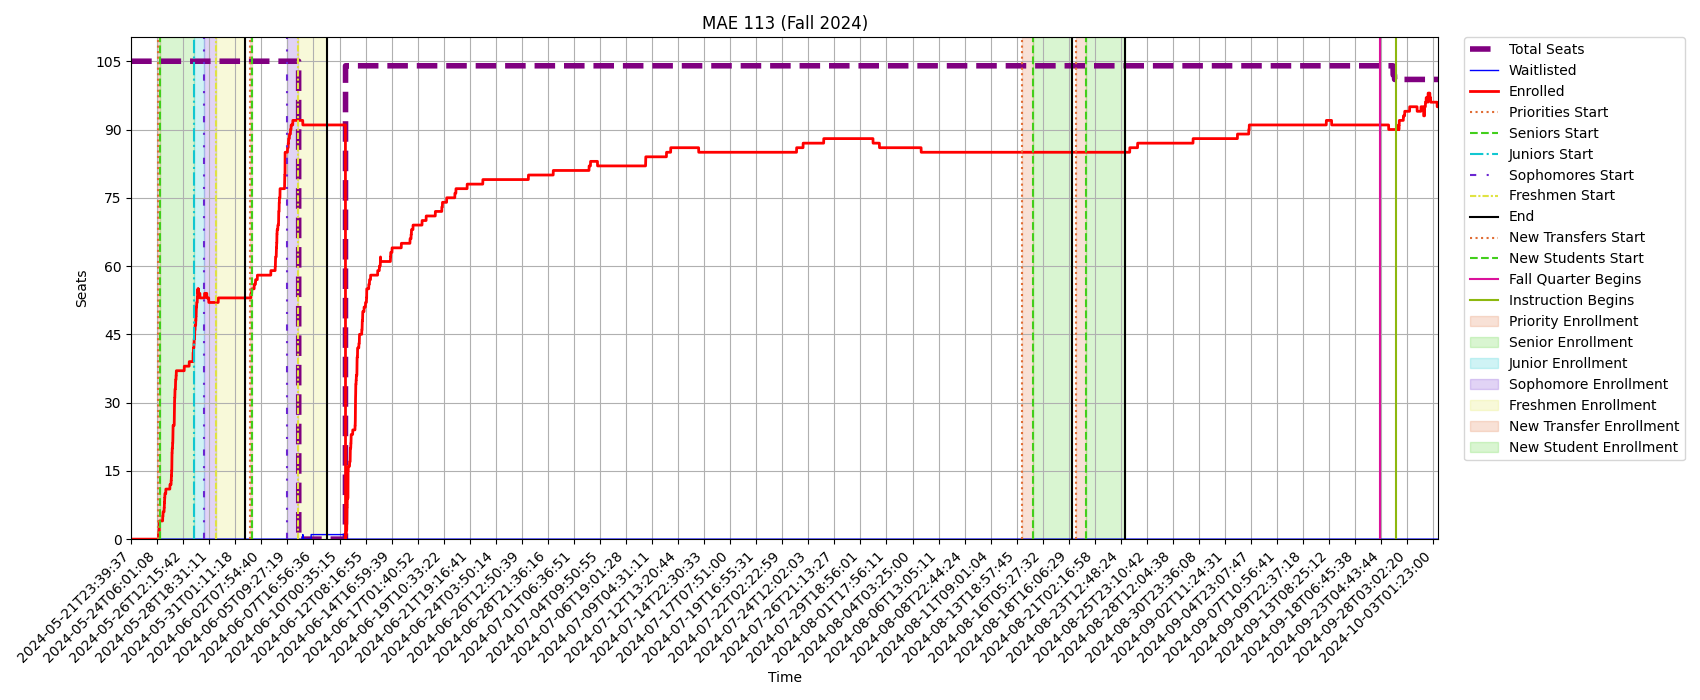 MAE 113 (Fall 2024)
Seats
105
90
75
60
45
30
15
0
2024-05-21T23:39:37
2024-05-24T06:01:08
2024-05-26T12:15:42
2024-05-28T18:31:11
2024-05-31T01:11:18
2024-06-02T07:54:40
2024-06-05T09:27:19
2024-06-07T16:56:36
2024-06-10T00:35:15
2024-06-12T08:16:55
2024-06-14T16:59:39
2024-06-17T01:40:52
2024-06-19T10:35:22
2024-06-21T19:16:41
2024-06-24T03:50:14
2024-06-26T12:50:39
2024-06-28T21:36:16
2024-07-01T06:36:51
2024-07-04T09:50:55
2024-07-06T19:01:28
2024-07-09T04:31:11
2024-07-12T13:20:44
2024-07-14T22:30:33
2024-07-17T07:51:00
2024-07-19T16:55:31
2024-07-22T02:22:59
2024-07-24T12:02:03
2024-07-26T21:13:27
2024-07-29T18:56:01
2024-08-01T17:56:11
2024-08-04T03:25:00
2024-08-06T13:05:11
2024-08-08T22:44:24
2024-08-11T09:01:04
2024-08-13T18:57:45
2024-08-16T05:27:32
2024-08-18T16:06:29
2024-08-21T02:16:58
2024-08-23T12:48:24
2024-08-25T23:10:42
2024-08-28T12:04:38
2024-08-30T23:36:08
2024-09-02T11:24:31
2024-09-04T23:07:47
2024-09-07T10:56:41
2024-09-09T22:37:18
2024-09-13T08:25:12
2024-09-18T06:45:38
2024-09-23T04:43:44
2024-09-28T03:02:20
2024-10-03T01:23:00
Time
Total Seats
Waitlisted
Enrolled
Priorities Start
Seniors Start
Juniors Start
Sophomores Start
Freshmen Start
End
New Transfers Start
New Students Start
Fall Quarter Begins
Instruction Begins
Priority Enrollment
Senior Enrollment
Junior Enrollment
Sophomore Enrollment
Freshmen Enrollment
New Transfer Enrollment
New Student Enrollment